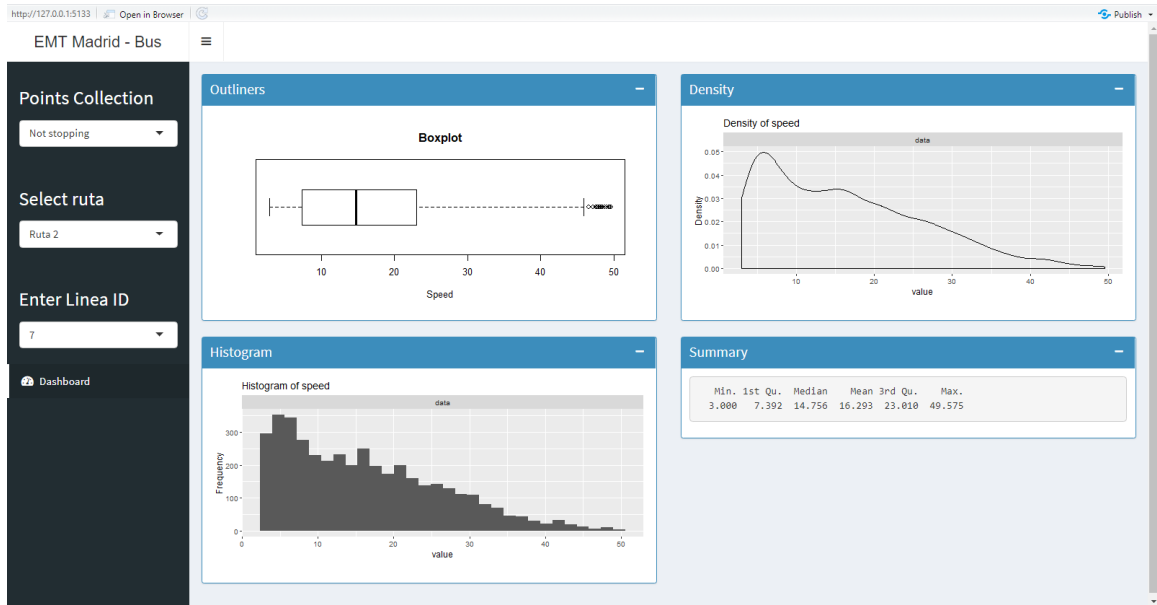 http://127.0.0.1:5133 Open in Browser Publish
EMT Madrid - Bus
Points Collection
Not stopping
Select ruta
Ruta 2
Enter Linea ID
7
Dashboard
Outliners
Boxplot
10 20 30 40 50
Speed
Density
Density of speed
data
0.05
0.04
0.03
0.02
0.01
0.00
Density
10 20 30 40 50
value
Histogram
Histogram of speed
data
300
200
100
0
Frequency
0 10 20 30 40 50
value
Summary
Min. 1st Qu. Median Mean 3rd Qu. Max.
3.000 7.392 14.756 16.293 23.010 49.575